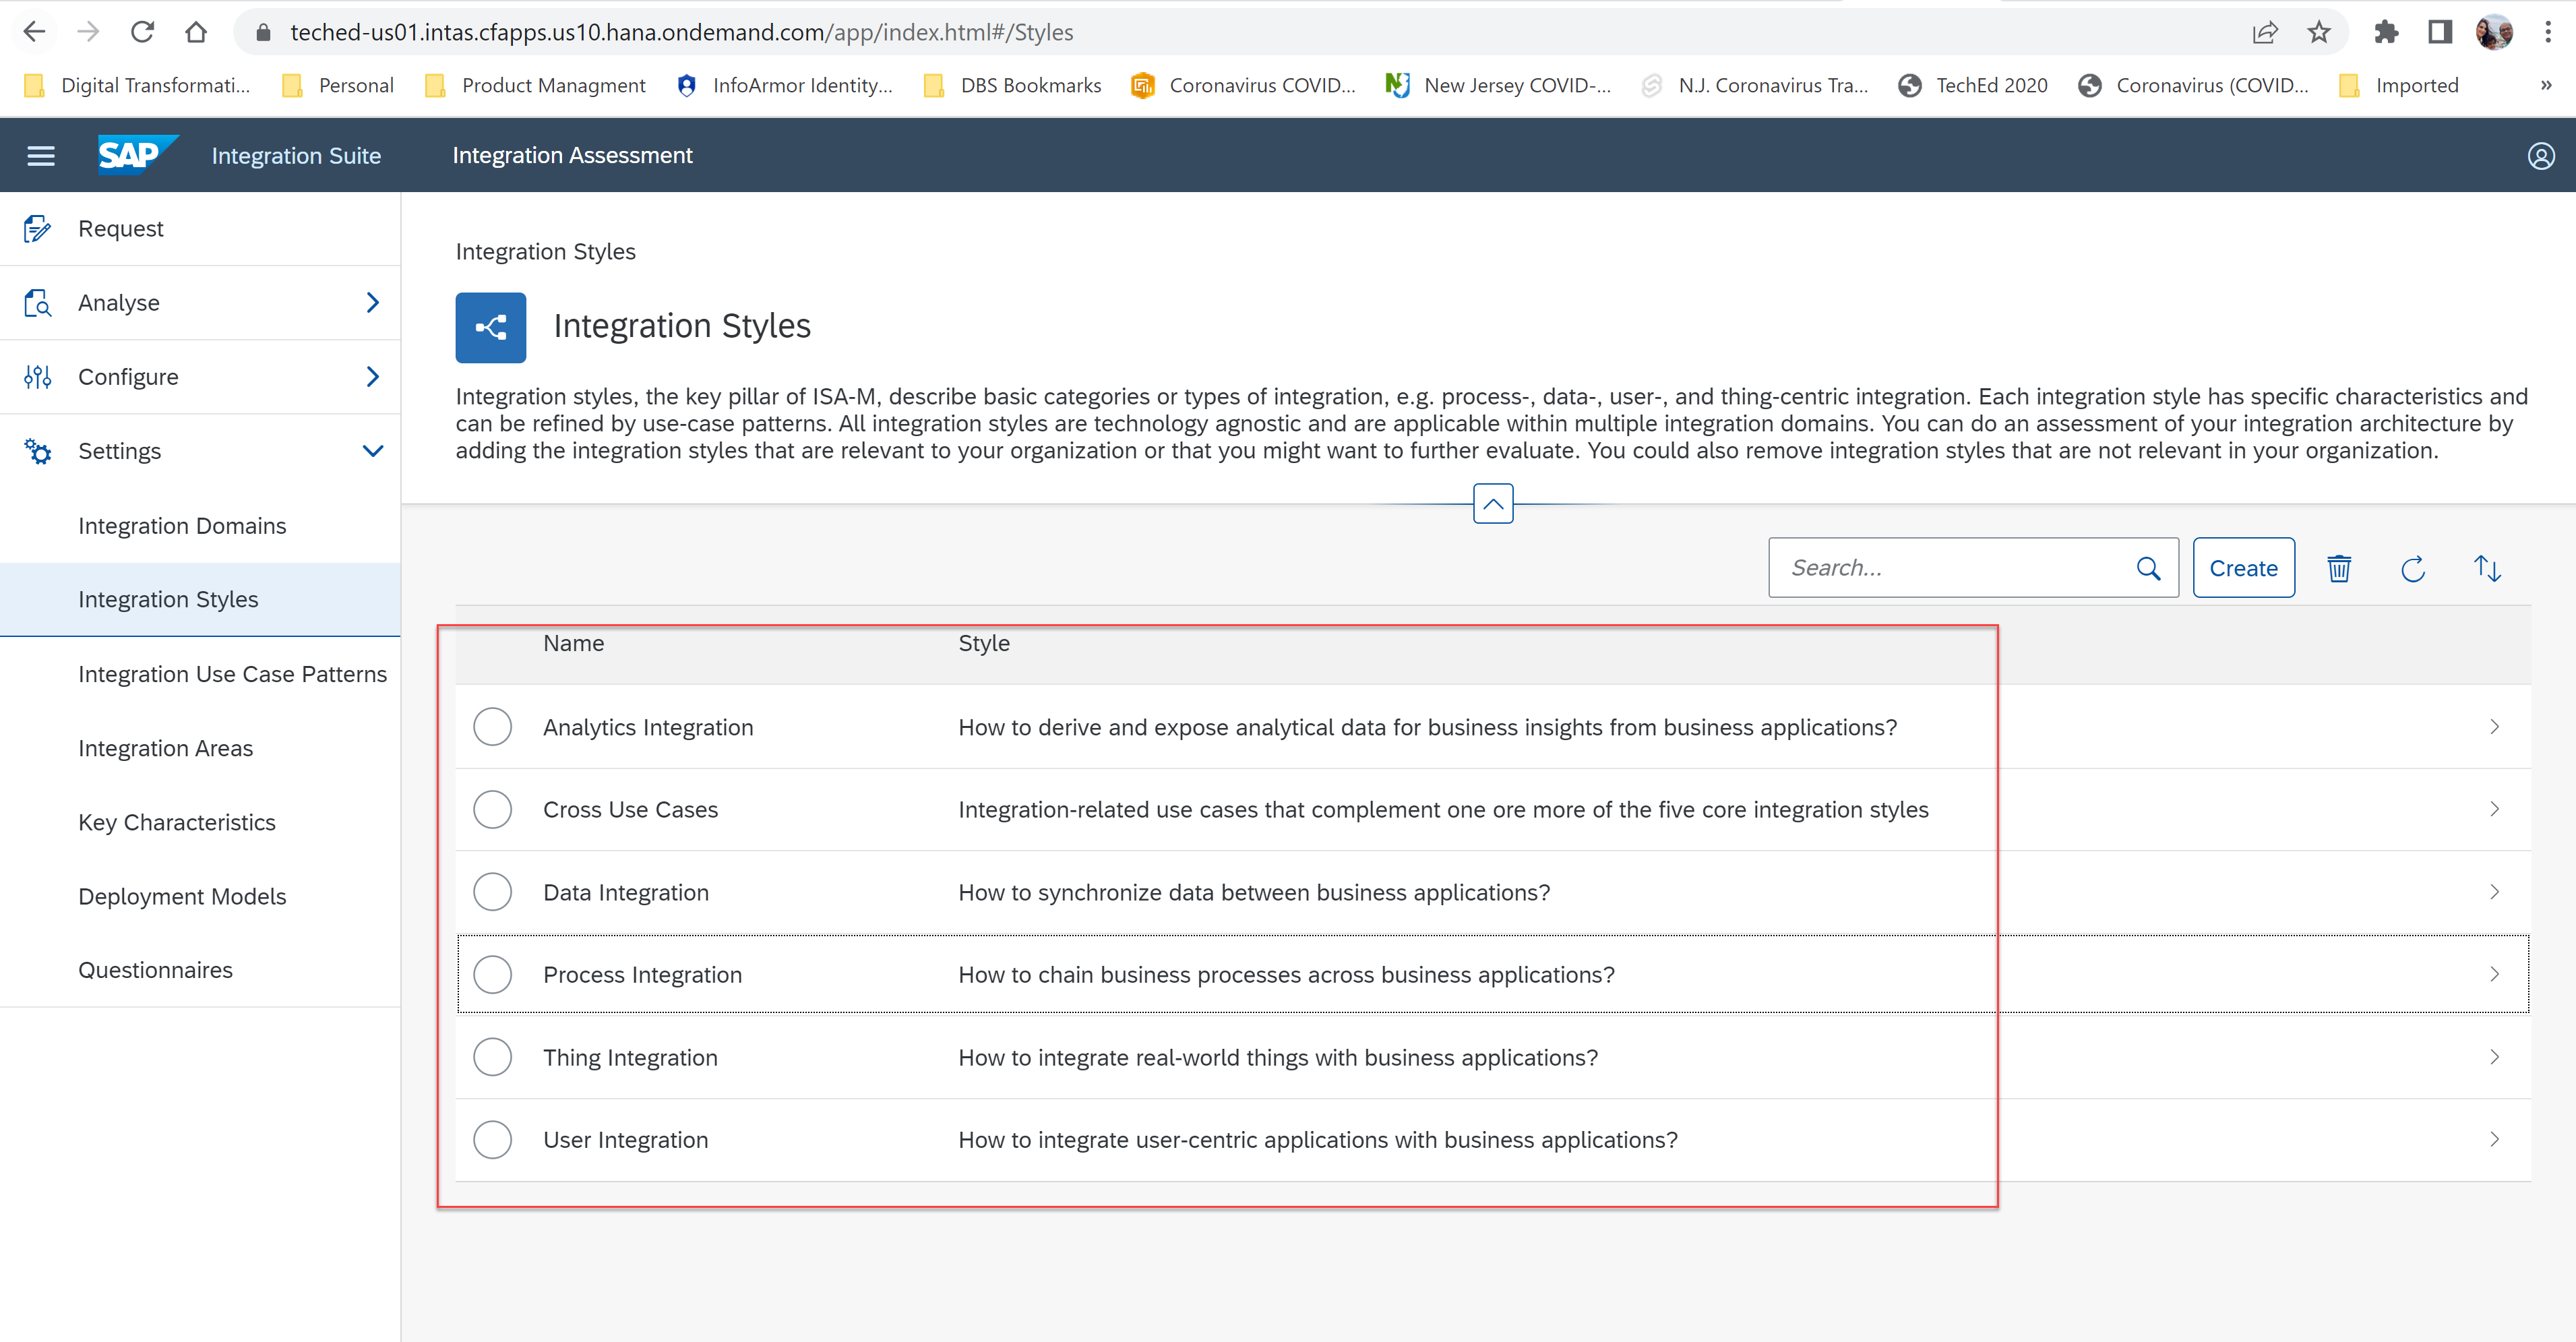 teched-us01.intas.cfapps.us10.hana.ondemand.com/app/index.html#/Styles
Digital Transformati... Personal Product Managment InfoArmor Identity... DBS Bookmarks Coronavirus COVID... New Jersey COVID-... N.J. Coronavirus Tra... TechEd 2020 Coronavirus (COVID... Imported »
SAP Integration Suite Integration Assessment
Request
Analyse
Configure
Settings
Integration Domains
Integration Styles
Integration Use Case Patterns
Integration Areas
Key Characteristics
Deployment Models
Questionnaires
Integration Styles
Integration Styles
Integration styles, the key pillar of ISA-M, describe basic categories or types of integration, e.g. process-, data-, user-, and thing-centric integration. Each integration style has specific characteristics and
can be refined by use-case patterns. All integration styles are technology agnostic and are applicable within multiple integration domains. You can do an assessment of your integration architecture by
adding the integration styles that are relevant to your organization or that you might want to further evaluate. You could also remove integration styles that are not relevant in your organization.
Search... Create
Name Style
Analytics Integration How to derive and expose analytical data for business insights from business applications?
Cross Use Cases Integration-related use cases that complement one ore more of the five core integration styles
Data Integration How to synchronize data between business applications?
Process Integration How to chain business processes across business applications?
Thing Integration How to integrate real-world things with business applications?
User Integration How to integrate user-centric applications with business applications?